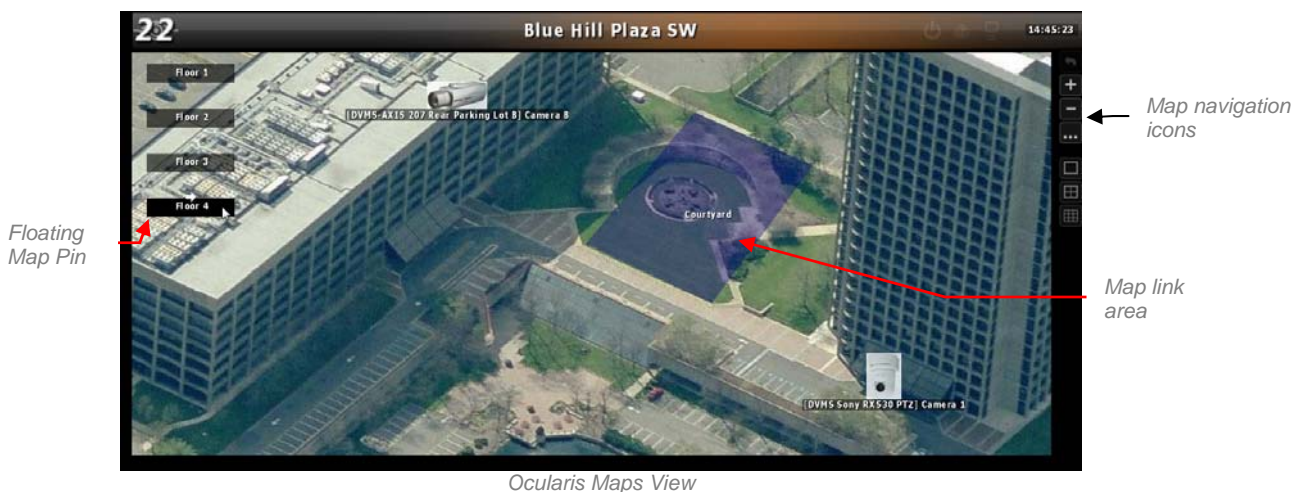 22
Blue Hill Plaza SW
14:45:23
Floor 1
Floor 2
Floor 3
Floor 4
[DVMS-AX15 207 Rear Parking Lot B] Camera B
Courtyard
[DVMS Sony RX530 PTZ] Camera 1
Map navigation
icons
Floating
Map Pin
Map link
area
Ocularis Maps View